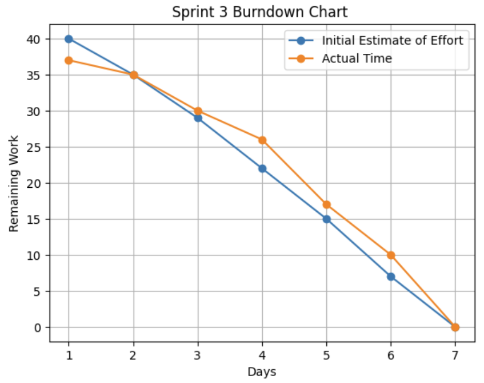 Sprint 3 Burndown Chart
Initial Estimate of Effort
Actual Time
Remaining Work
40
35
30
25
20
15
10
5
0
1 2 3 4 5 6 7
Days